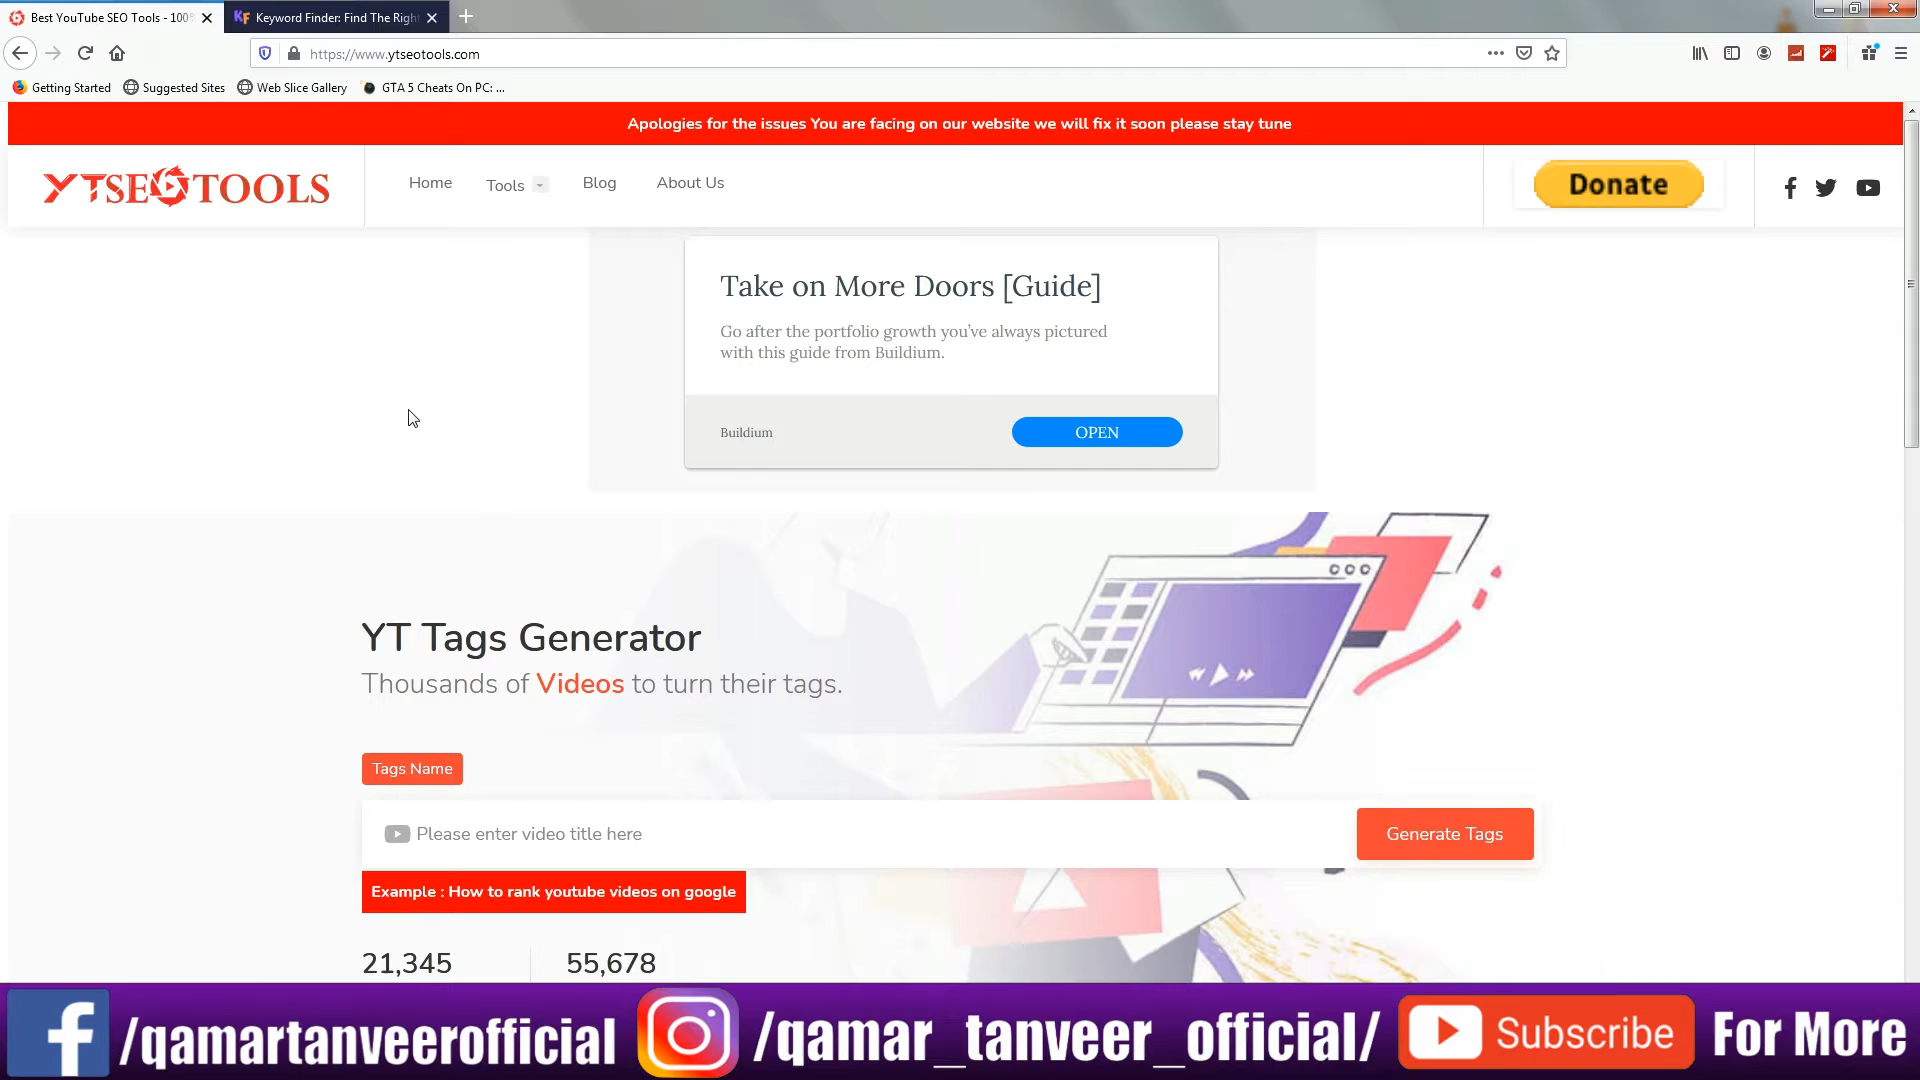 Best YouTube SEO Tools - 100%
Keyword Finder: Find The Righ
https://www.ytseotools.com
Getting Started
Suggested Sites
Web Slice Gallery
GTA 5 Cheats On PC: ...
Apologies for the issues You are facing on our website we will fix it soon please stay tune
YTSEOTOOLS
Home
Tools
Blog
About Us
Donate
Take on More Doors [Guide]
Go after the portfolio growth you've always pictured
with this guide from Buildium.
Buildium
OPEN
YT Tags Generator
Thousands of Videos to turn their tags.
Tags Name
Please enter video title here
Generate Tags
Example : How to rank youtube videos on google
21,345
55,678
/qamartanveerofficial
/qamar_tanveer_official/
Subscribe
For More